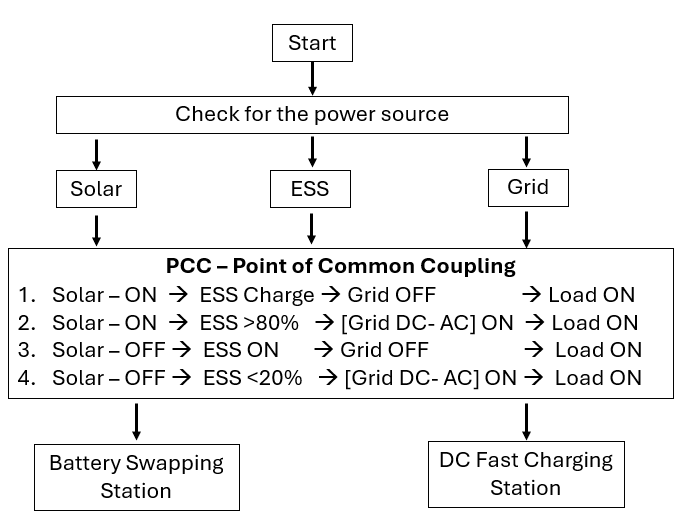 Start
Check for the power source
Solar
ESS
Grid
PCC – Point of Common Coupling
1. Solar – ON → ESS Charge → Grid OFF → Load ON
2. Solar – ON → ESS >80% → [Grid DC- AC] ON → Load ON
3. Solar – OFF → ESS ON → Grid OFF → Load ON
4. Solar – OFF → ESS <20% → [Grid DC- AC] ON → Load ON
Battery Swapping
Station
DC Fast Charging
Station